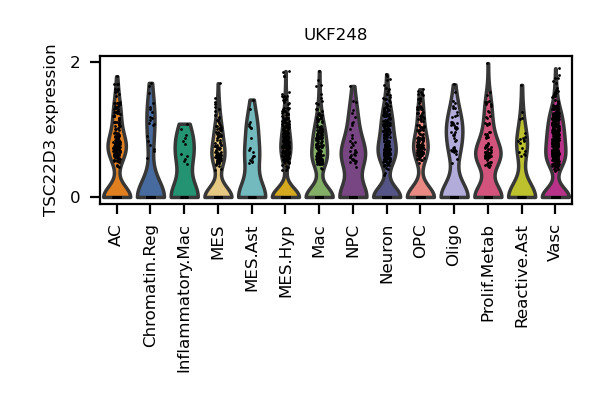 UKF248
TSC22D3 expression
2
0
AC
Chromatin.Reg
Inflammatory.Mac
MES
MES.Ast
MES.Hyp
Mac
NPC
Neuron
OPC
Oligo
Prolif.Metab
Reactive.Ast
Vasc